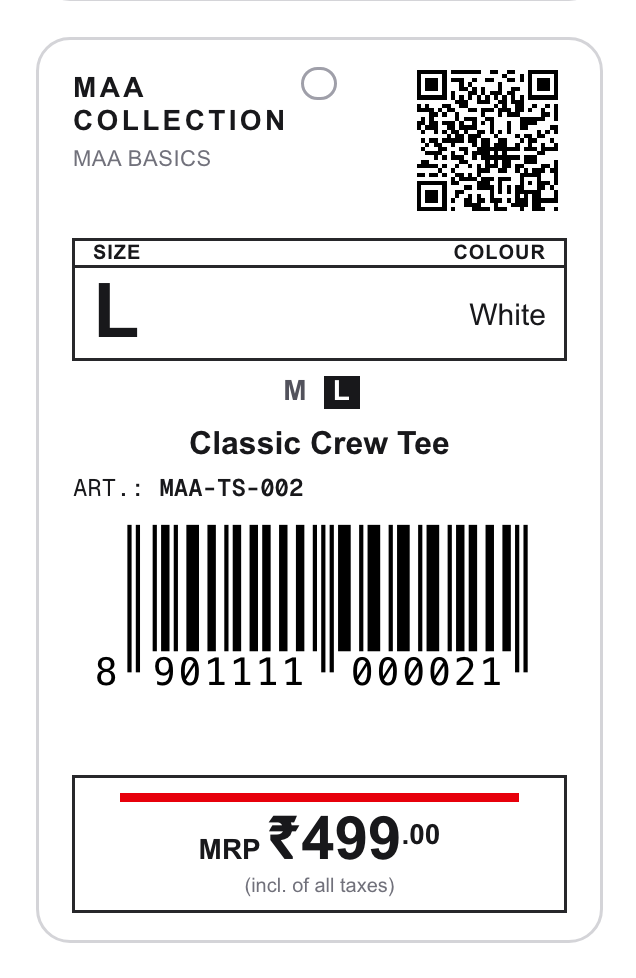 MAA
COLLECTION
MAA BASICS
SIZE COLOUR
L White
M L
Classic Crew Tee
ART.: MAA-TS-002
8 901111 000021
MRP ₹499.00
(incl. of all taxes)